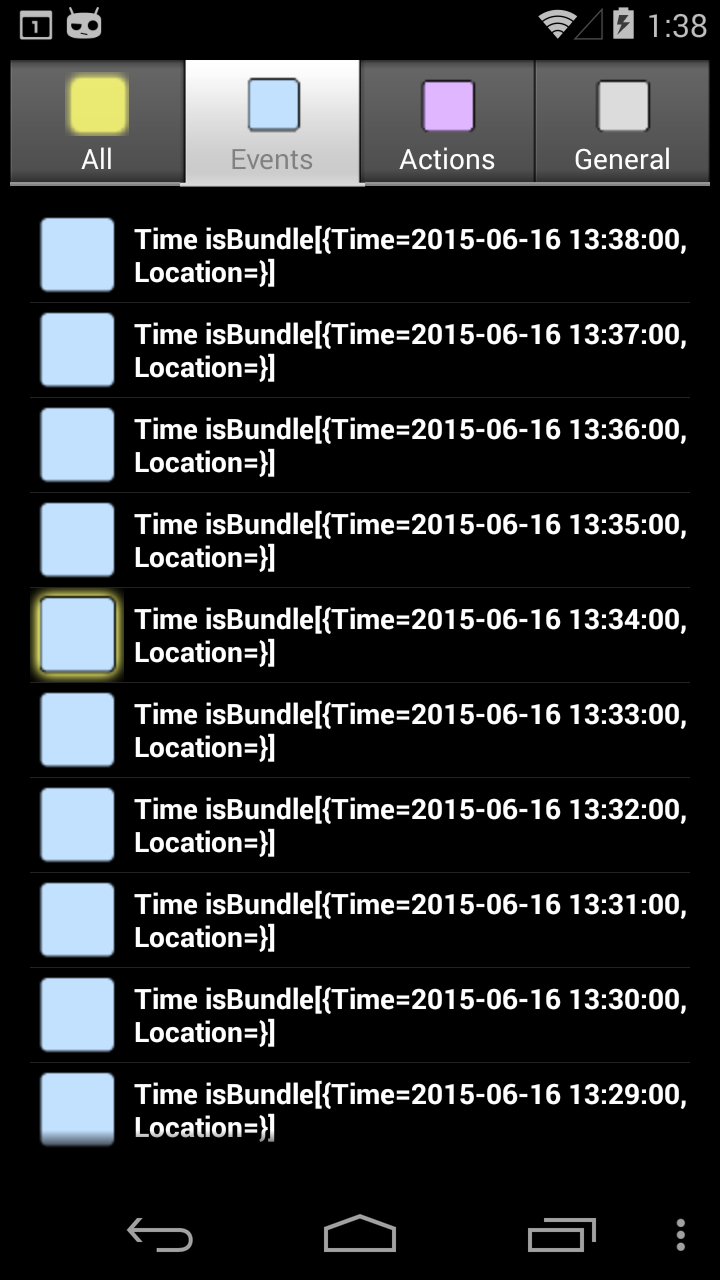 1 1:38
All Events Actions General
Time isBundle[{Time=2015-06-16 13:38:00,
Location=}]
Time isBundle[{Time=2015-06-16 13:37:00,
Location=}]
Time isBundle[{Time=2015-06-16 13:36:00,
Location=}]
Time isBundle[{Time=2015-06-16 13:35:00,
Location=}]
Time isBundle[{Time=2015-06-16 13:34:00,
Location=}]
Time isBundle[{Time=2015-06-16 13:33:00,
Location=}]
Time isBundle[{Time=2015-06-16 13:32:00,
Location=}]
Time isBundle[{Time=2015-06-16 13:31:00,
Location=}]
Time isBundle[{Time=2015-06-16 13:30:00,
Location=}]
Time isBundle[{Time=2015-06-16 13:29:00,
Location=}]